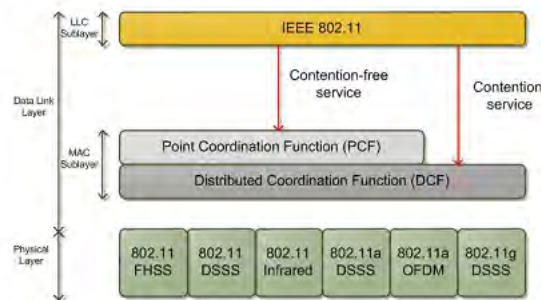 LLC
Sublayer
IEEE 802.11
Contention-free
service
Contention
service
Data Link
Layer
MAC
Sublayer
Point Coordination Function (PCF)
Distributed Coordination Function (DCF)
Physical
Layer
802.11
FHSS
802.11
DSSS
802.11
Infrared
802.11a
DSSS
802.11a
OFDM
802.11g
DSSS